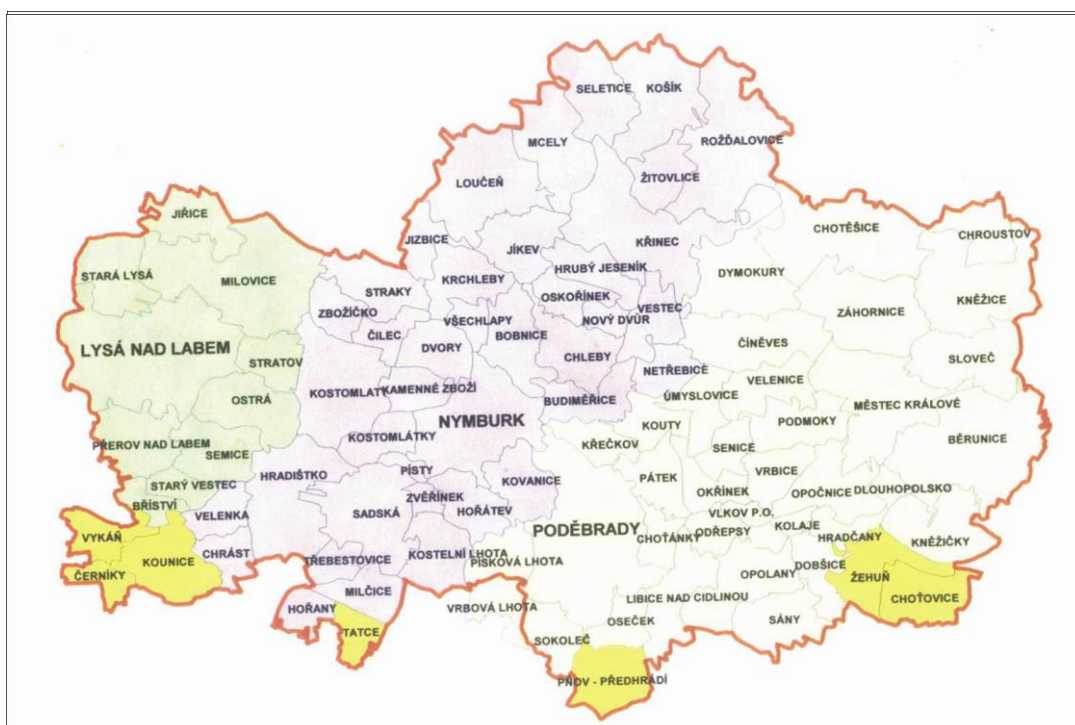 SELETICE
KOŠÍK
MCELY
ROŽĎALOVICE
LOUČEŇ
ŽITOVLICE
JIŘICE
CHOTĚŠICE
CHROUSTOV
JIZBICE
JÍKEV
KŘINEC
STARÁ LYSÁ
MILOVICE
KRCHLEBY
HRUBÝ JESENÍK
DYMOKURY
STRAKY
OSKOŘÍNEK
KNĚŽICE
ZBOŽÍČKO
VESTEC
ZÁHORNICE
VŠECHLAPY
NOVÝ DVŮR
ČILEC
BOBNICE
LYSÁ NAD LABEM
DVORY
ČÍNĚVES
CHLEBY
SLOVEČ
STRATOV
NETŘEBICE
VELENICE
KOSTOMLATY
KAMENNÉ ZBOŽÍ
OSTRÁ
BUDIMĚŘICE
ÚMYSLOVICE
MĚSTEC KRÁLOVÉ
NYMBURK
PODMOKY
KOUTY
KOSTOMLÁTKY
BĚRUNICE
PŘEROV NAD LABEM
KŘEČKOV
SENICE
SEMICE
HRADIŠTKO
PÍSTY
VRBICE
PÁTEK
KOVANICE
STARÝ VESTEC
OKŘÍNEK
OPOČNICE
DLOUHOPOLSKO
ZVĚŘÍNEK
BŘÍSTVÍ
HOŘÁTEV
VELENKA
SADSKÁ
VLKOV P.O.
PODĚBRADY
KOLAJE
ODŘEPSY
VYKÁŇ
CHOŤÁNKY
HRADČANY
KNĚŽIČKY
CHRÁST
KOSTELNÍ LHOTA
KOUNICE
TŘEBESTOVICE
PÍSKOVÁ LHOTA
DOBŠICE
ČERNÍKY
OPOLANY
ŽEHUŇ
MILČICE
CHOŤOVICE
LIBICE NAD CIDLINOU
VRBOVÁ LHOTA
HOŘANY
SÁNY
OSEČEK
TATCE
SOKOLEČ
PŇOV - PŘEDHRÁDÍ